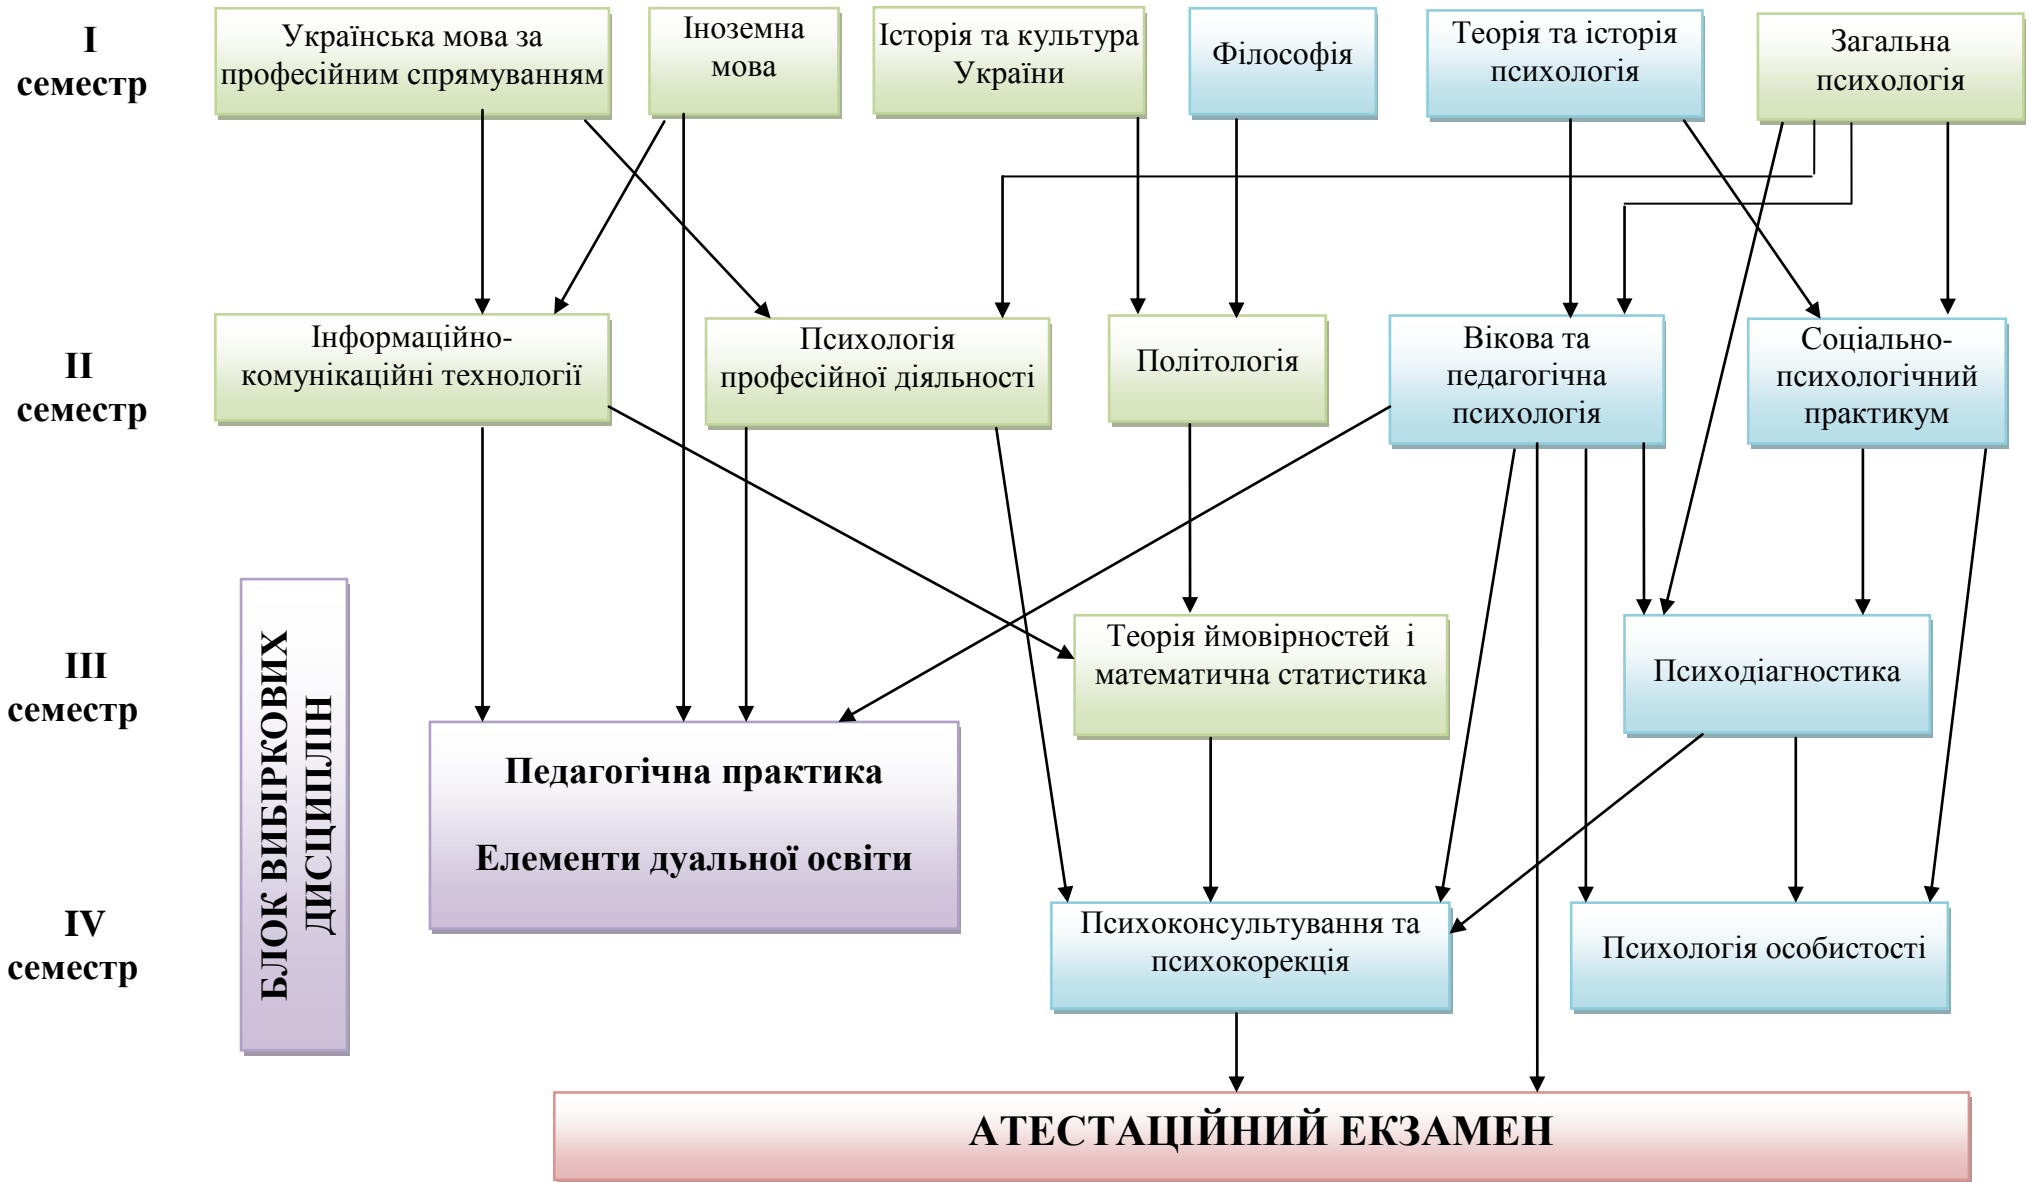 I
семестр
Українська мова за
професійним спрямуванням
Іноземна
мова
Історія та культура
України
Філософія
Теорія та історія
психологія
Загальна
психологія
II
семестр
Інформаційно-
комунікаційні технології
Психологія
професійної діяльності
Політологія
Вікова та
педагогічна
психологія
Соціально-
психологічний
практикум
III
семестр
БЛОК ВИБІРКОВИХ
ДИСЦИПЛІН
Педагогічна практика
Елементи дуальної освіти
Теорія ймовірностей і
математична статистика
Психодіагностика
IV
семестр
Психоконсультування та
психокорекція
Психологія особистості
АТЕСТАЦІЙНИЙ ЕКЗАМЕН